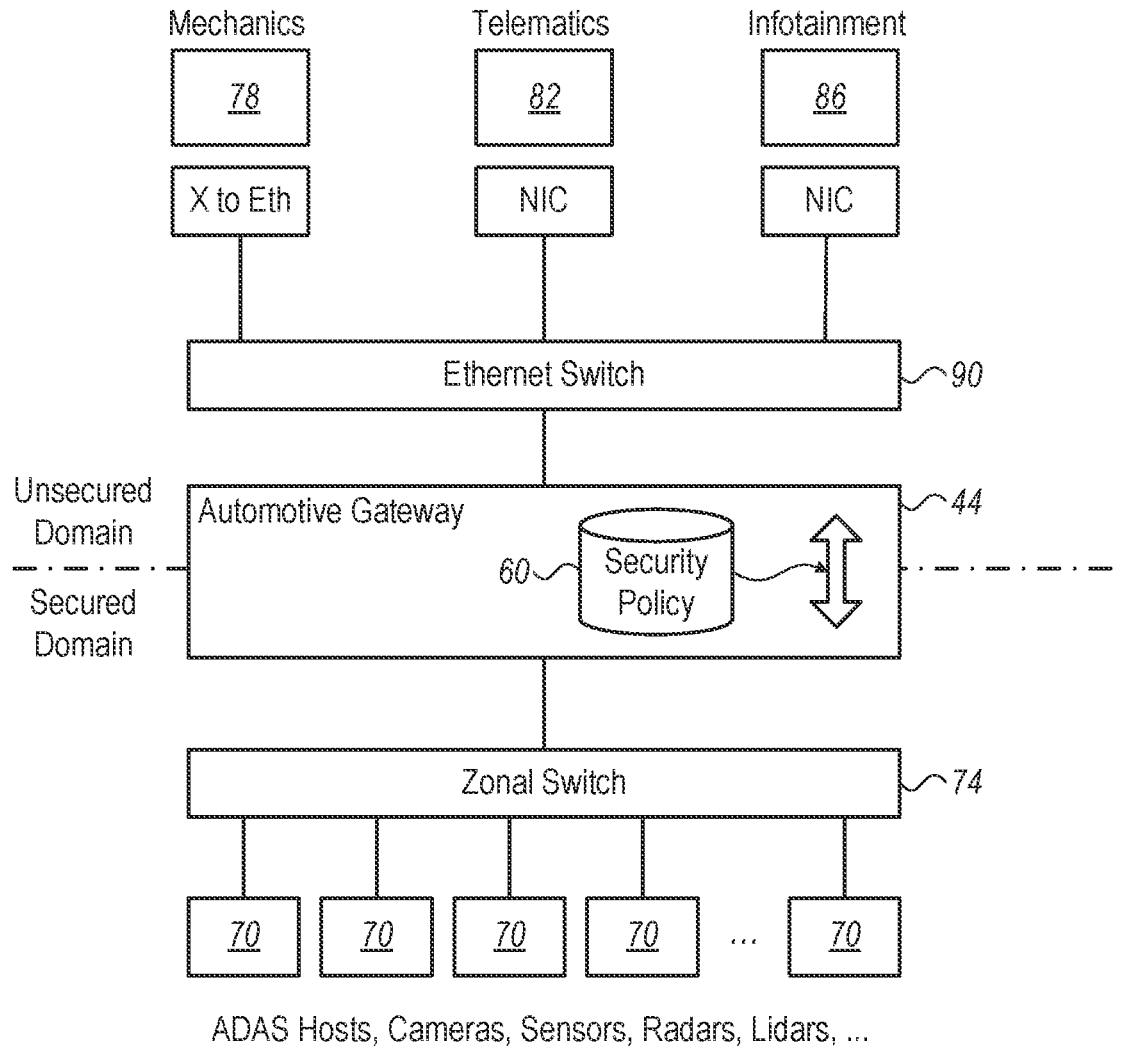 Mechanics Telematics Infotainment
78 82 86
X to Eth NIC NIC
Ethernet Switch 90
Unsecured
Domain
Automotive Gateway 44
60 Security
Policy
Secured
Domain
Zonal Switch 74
70 70 70 70 ... 70
ADAS Hosts, Cameras, Sensors, Radars, Lidars, ...